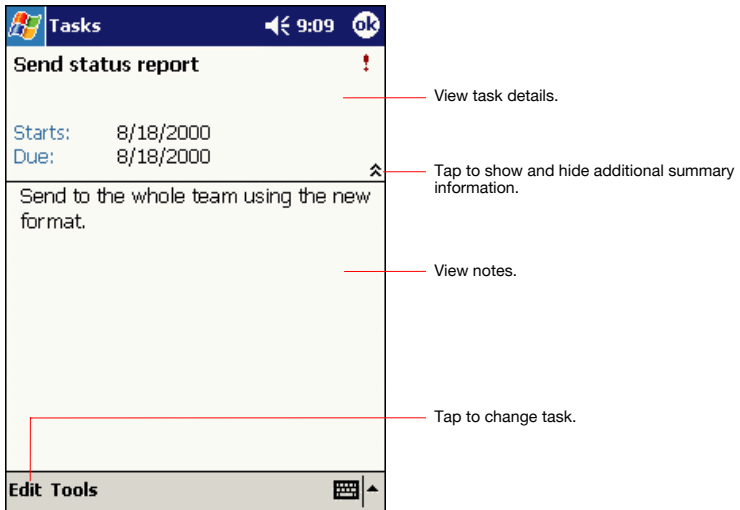 Tasks 9:09 ok
Send status report !
View task details.
Starts: 8/18/2000
Due: 8/18/2000
Tap to show and hide additional summary
information.
Send to the whole team using the new
format.
View notes.
Tap to change task.
Edit Tools